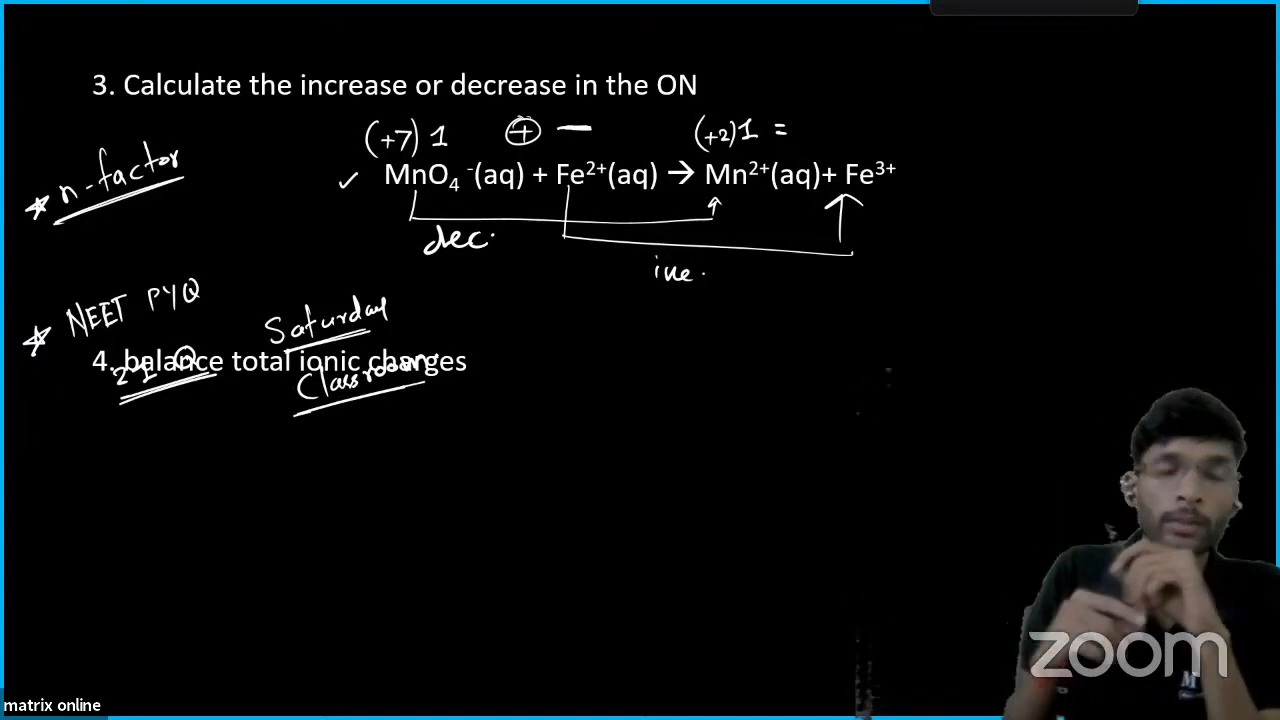 3. Calculate the increase or decrease in the ON
(+7) 1 ⊕ — (+2) 1 =
* n-factor
✓ MnO₄ ⁻(aq) + Fe²⁺(aq) → Mn²⁺(aq)+ Fe³⁺
dec.
inc.
* NEET PYQ
Saturday
4. balance total ionic charges
21 Q
Classroom.
zoom
M
matrix online